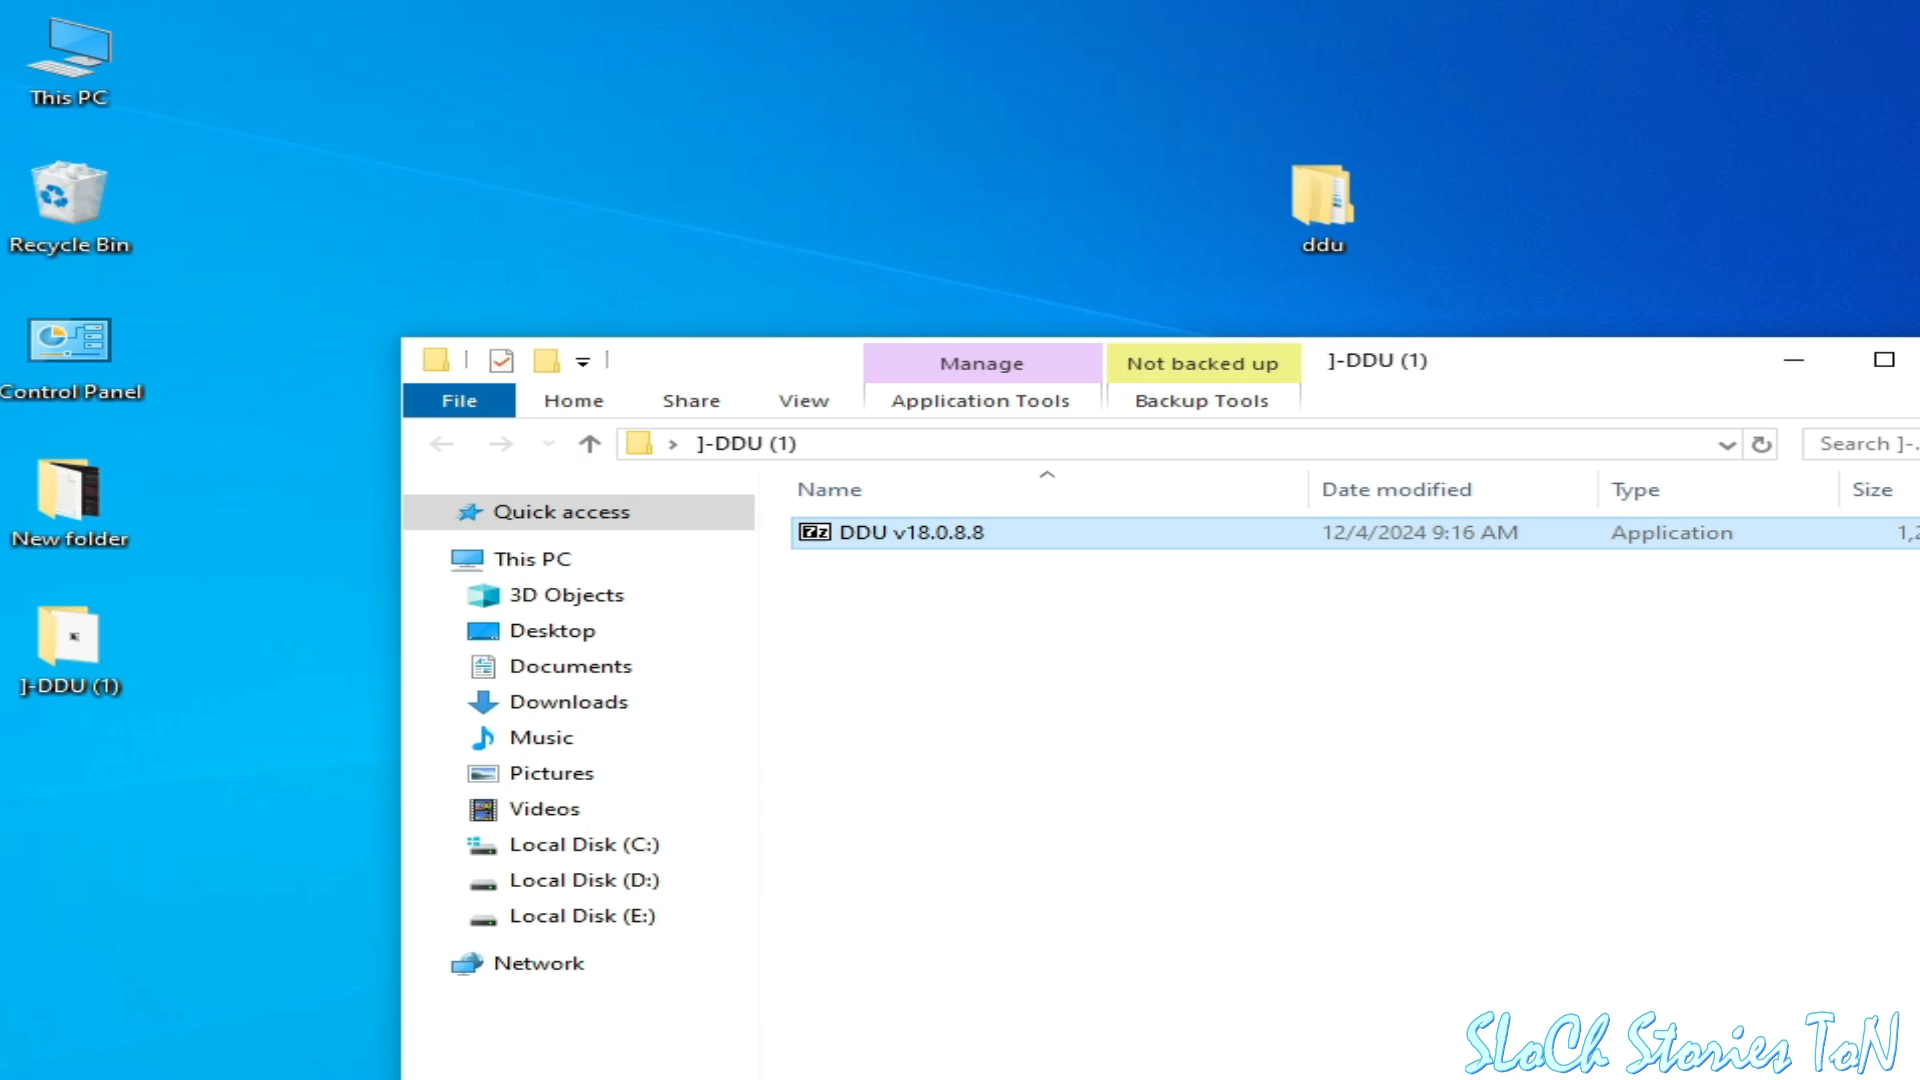 This PC
Recycle Bin
Control Panel
New folder
]-DDU (1)
ddu
Manage
Not backed up
]-DDU (1)
File
Home
Share
View
Application Tools
Backup Tools
]-DDU (1)
Search ]-.
Name
Date modified
Type
Size
DDU v18.0.8.8
12/4/2024 9:16 AM
Application
Quick access
This PC
3D Objects
Desktop
Documents
Downloads
Music
Pictures
Videos
Local Disk (C:)
Local Disk (D:)
Local Disk (E:)
Network
SLoCh Stories ToN